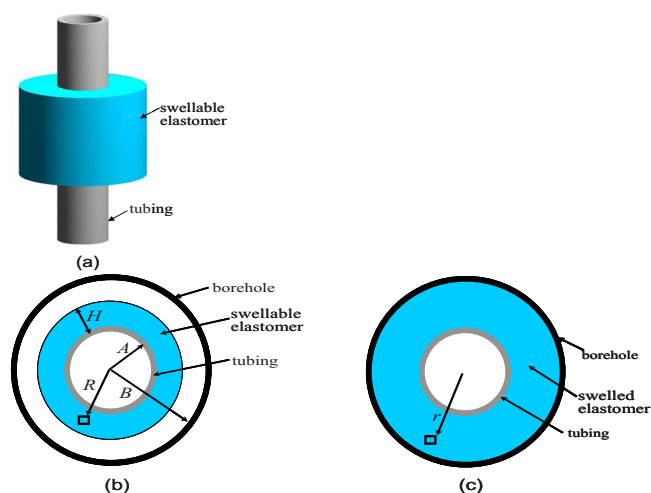 swellable
elastomer
tubing
(a)
borehole
H
swellable
elastomer
A
tubing
R
B
(b)
borehole
swelled
elastomer
r
tubing
(c)